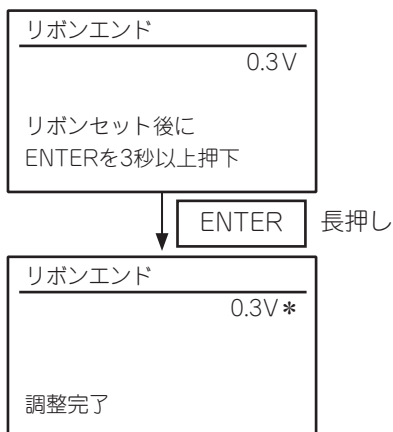 リボンエンド
0.3V
リボンセット後に
ENTERを3秒以上押下
ENTER 長押し
リボンエンド
0.3V*
調整完了